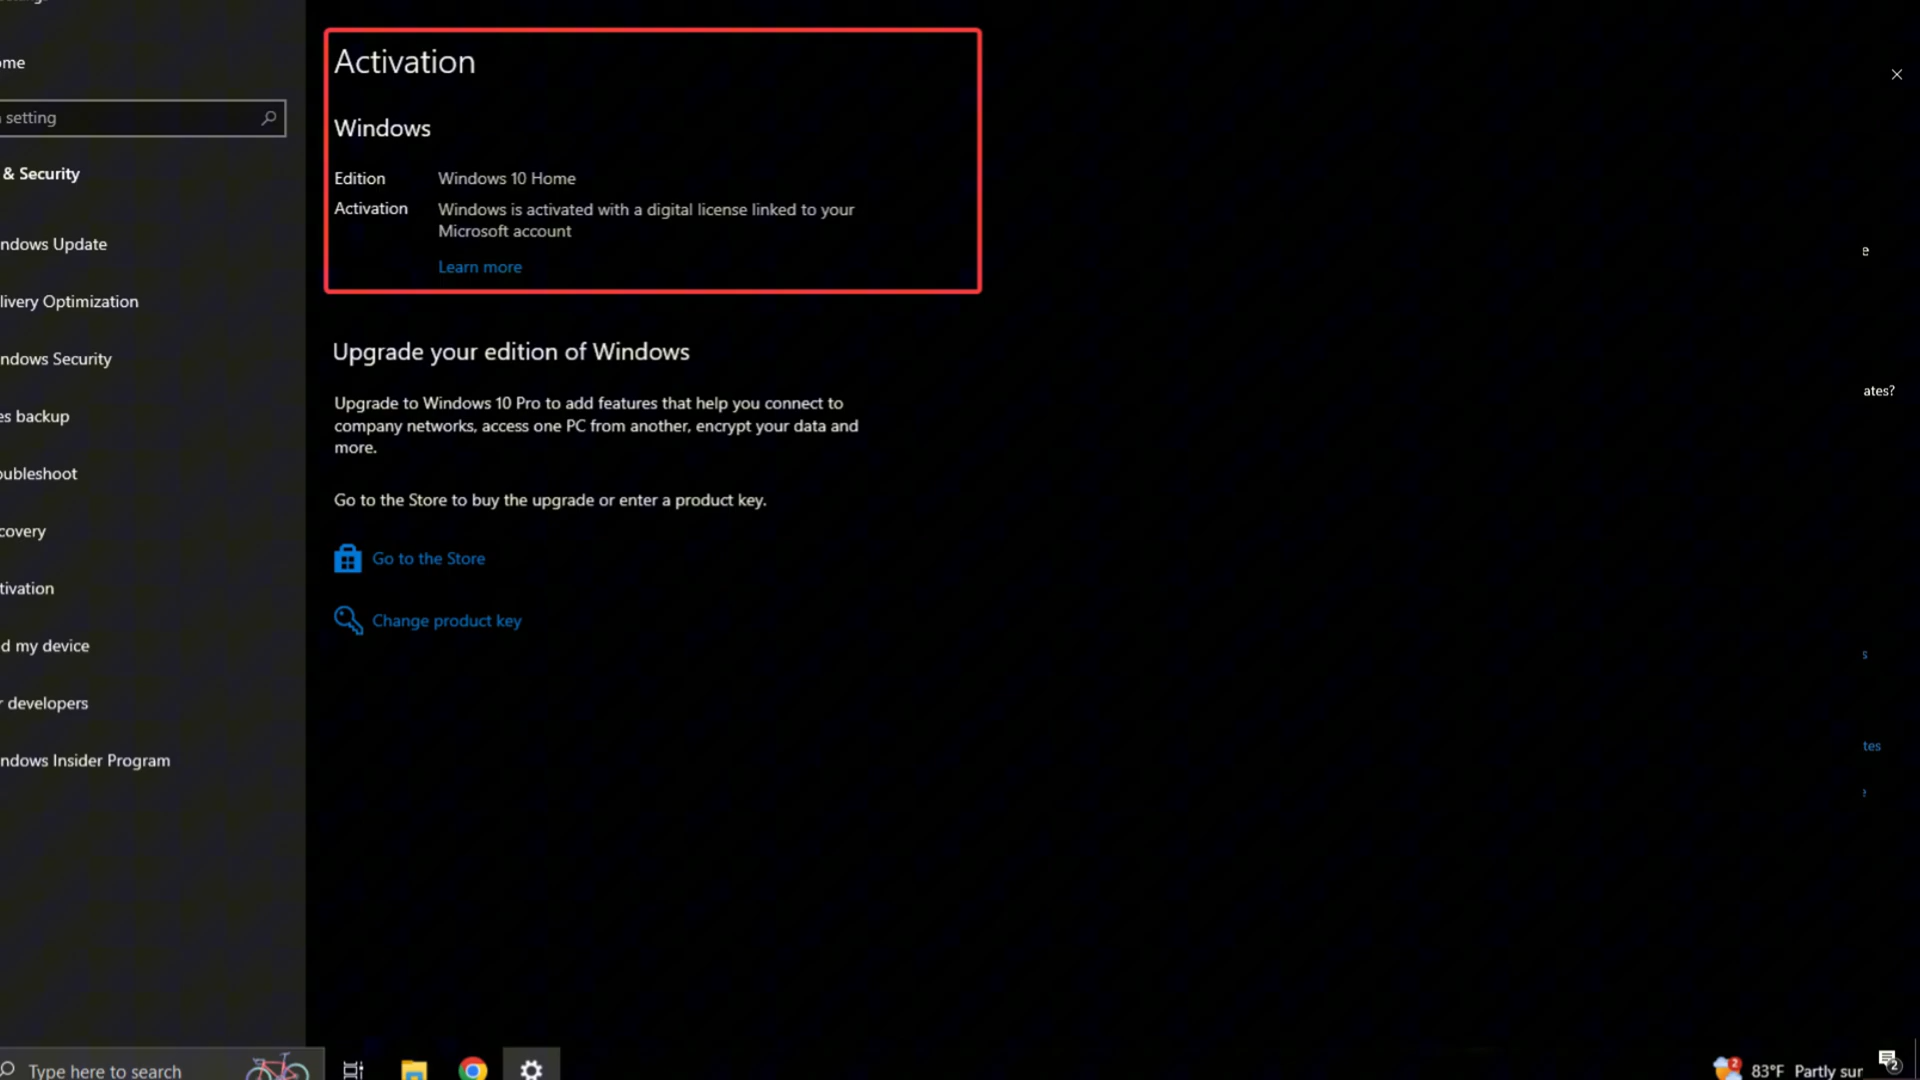 ome
setting
& Security
ndows Update
livery Optimization
ndows Security
es backup
oubleshoot
covery
tivation
d my device
r developers
ndows Insider Program
Activation
Windows
Edition Windows 10 Home
Activation Windows is activated with a digital license linked to your
Microsoft account
Learn more
Upgrade your edition of Windows
Upgrade to Windows 10 Pro to add features that help you connect to
company networks, access one PC from another, encrypt your data and
more.
Go to the Store to buy the upgrade or enter a product key.
Go to the Store
Change product key
e
ates?
s
tes
Type here to search
2
83°F Partly sur
2